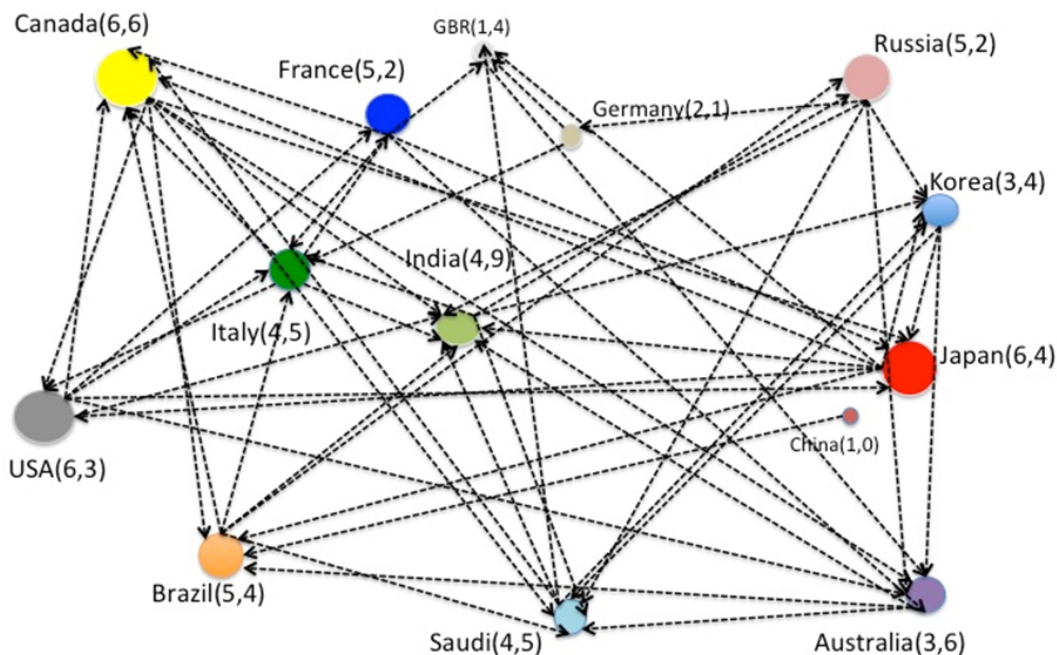 Canada(6,6)
GBR(1,4)
Russia(5,2)
France(5,2)
Germany(2,1)
Korea(3,4)
India(4,9)
Italy(4,5)
Japan(6,4)
China(1,0)
USA(6,3)
Brazil(5,4)
Saudi(4,5)
Australia(3,6)